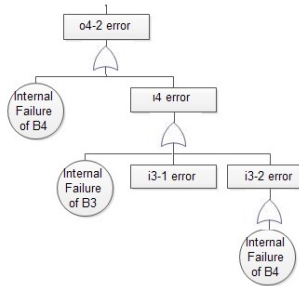 o4-2 error
Internal
Failure
of B4
i4 error
Internal
Failure
of B3
i3-1 error
i3-2 error
Internal
Failure
of B4